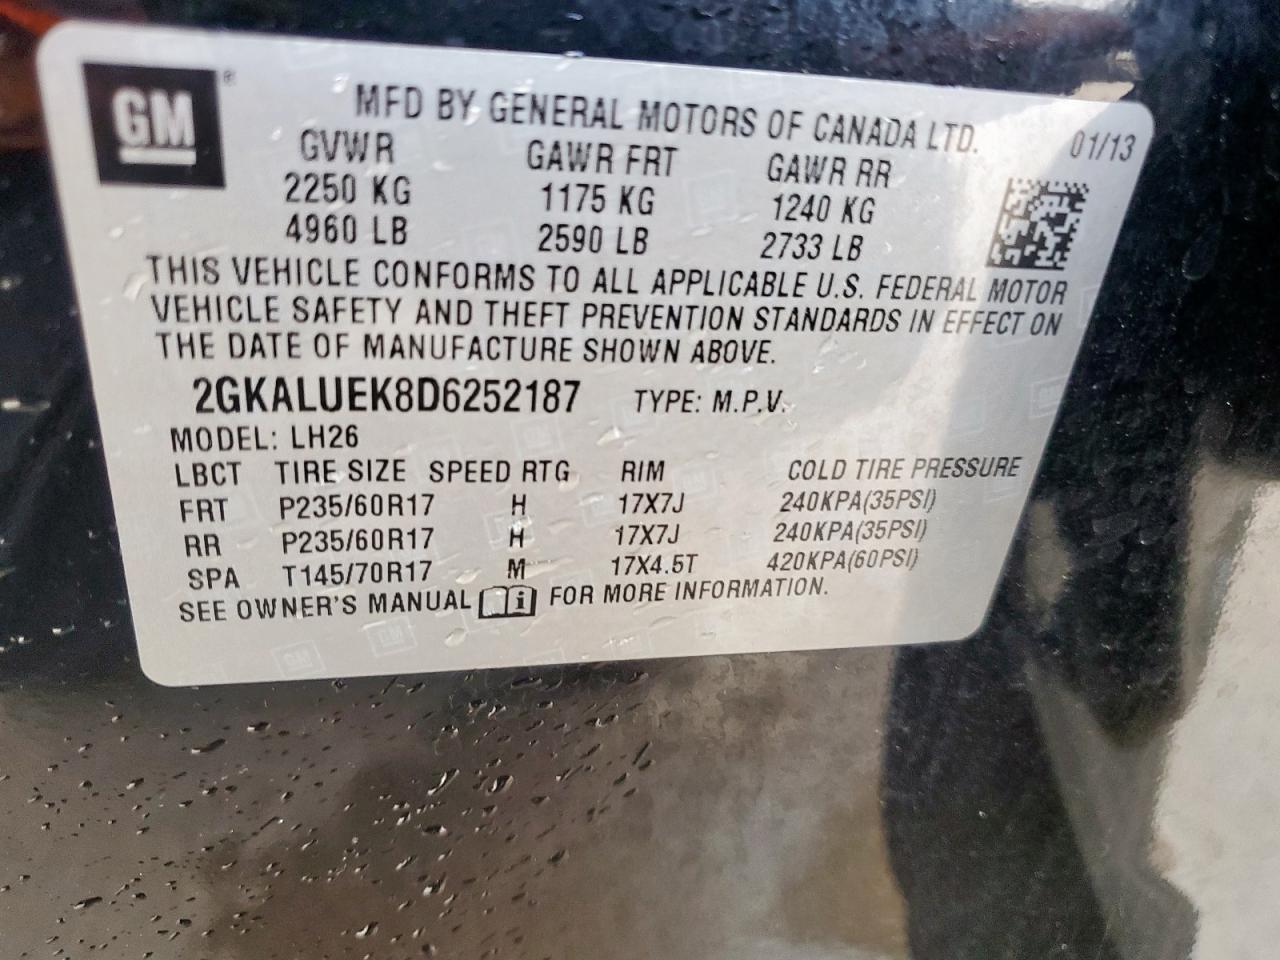 GM ®
MFD BY GENERAL MOTORS OF CANADA LTD. 01/13
GVWR GAWR FRT GAWR RR
2250 KG 1175 KG 1240 KG
4960 LB 2590 LB 2733 LB
THIS VEHICLE CONFORMS TO ALL APPLICABLE U.S. FEDERAL MOTOR
VEHICLE SAFETY AND THEFT PREVENTION STANDARDS IN EFFECT ON
THE DATE OF MANUFACTURE SHOWN ABOVE.
2GKALUEK8D6252187 TYPE: M.P.V.
MODEL: LH26
LBCT TIRE SIZE SPEED RTG RIM COLD TIRE PRESSURE
FRT P235/60R17 H 17X7J 240KPA(35PSI)
RR P235/60R17 H 17X7J 240KPA(35PSI)
SPA T145/70R17 M 17X4.5T 420KPA(60PSI)
SEE OWNER'S MANUAL i FOR MORE INFORMATION.